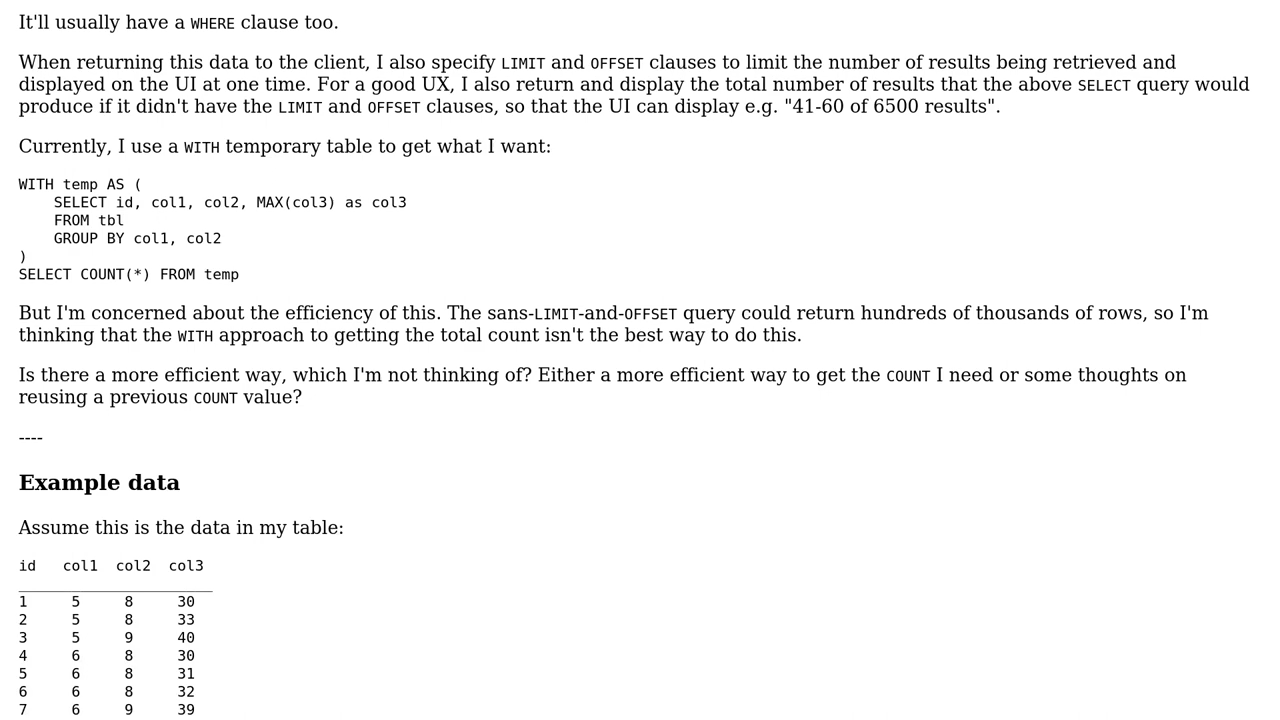 It'll usually have a WHERE clause too.
When returning this data to the client, I also specify LIMIT and OFFSET clauses to limit the number of results being retrieved and
displayed on the UI at one time. For a good UX, I also return and display the total number of results that the above SELECT query would
produce if it didn't have the LIMIT and OFFSET clauses, so that the UI can display e.g. "41-60 of 6500 results".
Currently, I use a WITH temporary table to get what I want:
WITH temp AS (
    SELECT id, col1, col2, MAX(col3) as col3
    FROM tbl
    GROUP BY col1, col2
)
SELECT COUNT(*) FROM temp
But I'm concerned about the efficiency of this. The sans-LIMIT-and-OFFSET query could return hundreds of thousands of rows, so I'm
thinking that the WITH approach to getting the total count isn't the best way to do this.
Is there a more efficient way, which I'm not thinking of? Either a more efficient way to get the COUNT I need or some thoughts on
reusing a previous COUNT value?
----
Example data
Assume this is the data in my table:
id   col1  col2  col3
______________________
1     5     8     30
2     5     8     33
3     5     9     40
4     6     8     30
5     6     8     31
6     6     8     32
7     6     9     39